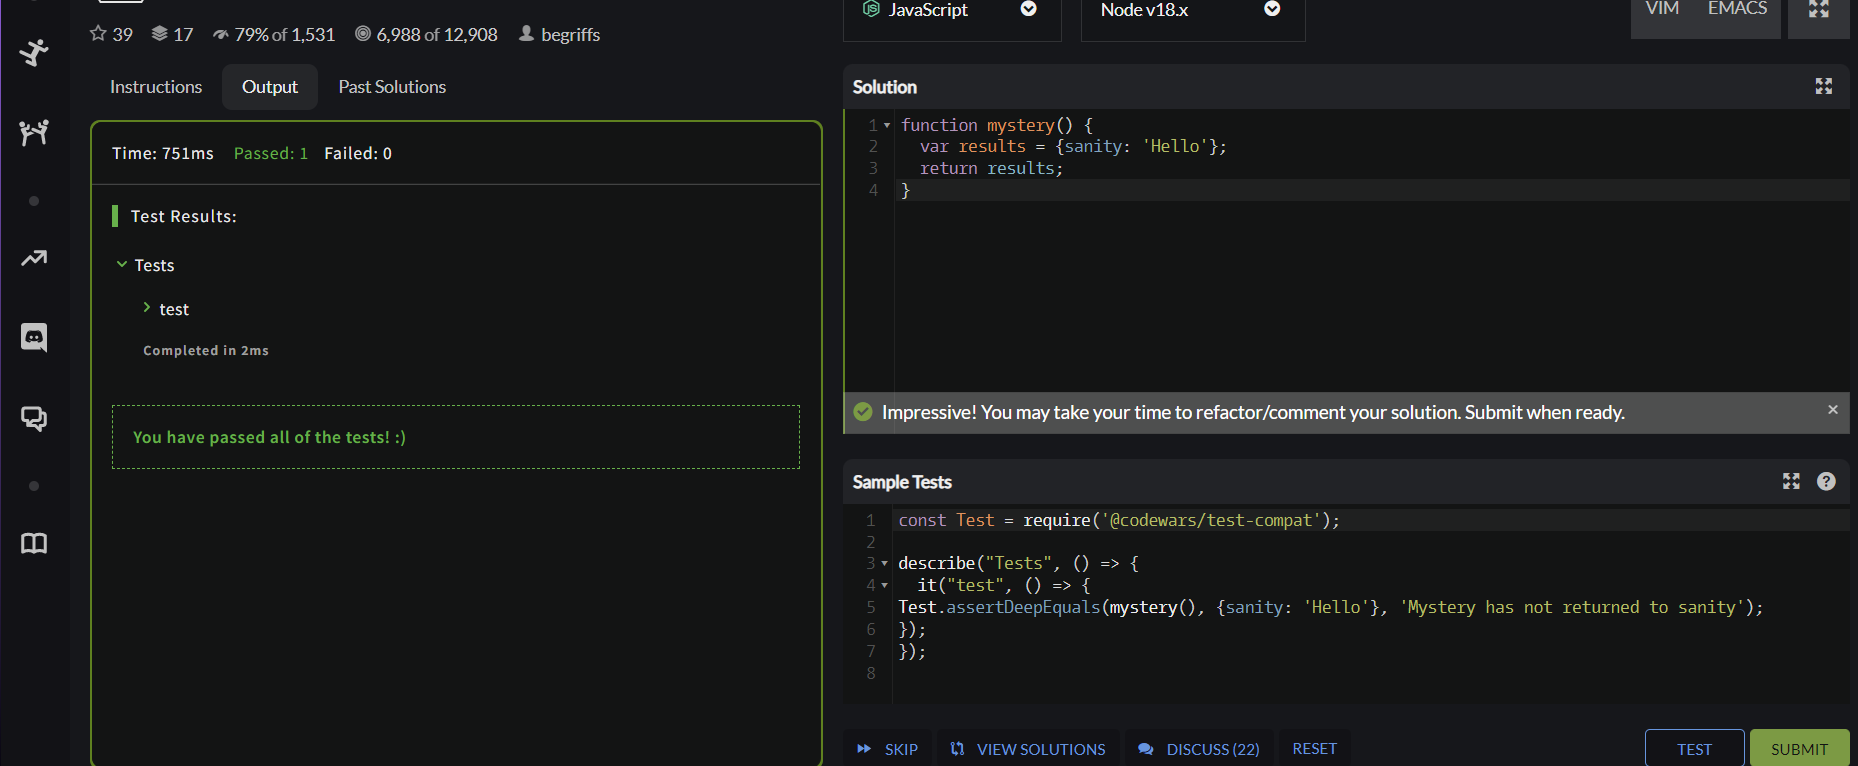 JavaScript
Node v18.x
VIM
EMACS
39
17
79% of 1,531
6,988 of 12,908
begriffs
Instructions
Output
Past Solutions
Time: 751ms Passed: 1 Failed: 0
Test Results:
Tests
test
Completed in 2ms
You have passed all of the tests! :)
Solution
1 function mystery() {
2 var results = {sanity: 'Hello'};
3 return results;
4 }
Impressive! You may take your time to refactor/comment your solution. Submit when ready.
Sample Tests
1 const Test = require('@codewars/test-compat');
2
3 describe("Tests", () => {
4 it("test", () => {
5 Test.assertDeepEquals(mystery(), {sanity: 'Hello'}, 'Mystery has not returned to sanity');
6 });
7 });
8
SKIP
VIEW SOLUTIONS
DISCUSS (22)
RESET
TEST
SUBMIT